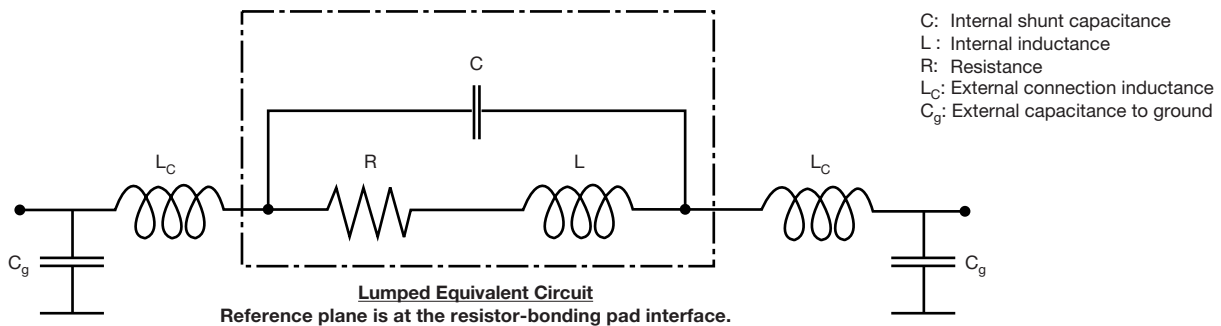 C: Internal shunt capacitance
L : Internal inductance
R: Resistance
L_C: External connection inductance
C_g: External capacitance to ground
C
L_C
R
L
L_C
C_g
C_g
Lumped Equivalent Circuit
Reference plane is at the resistor-bonding pad interface.